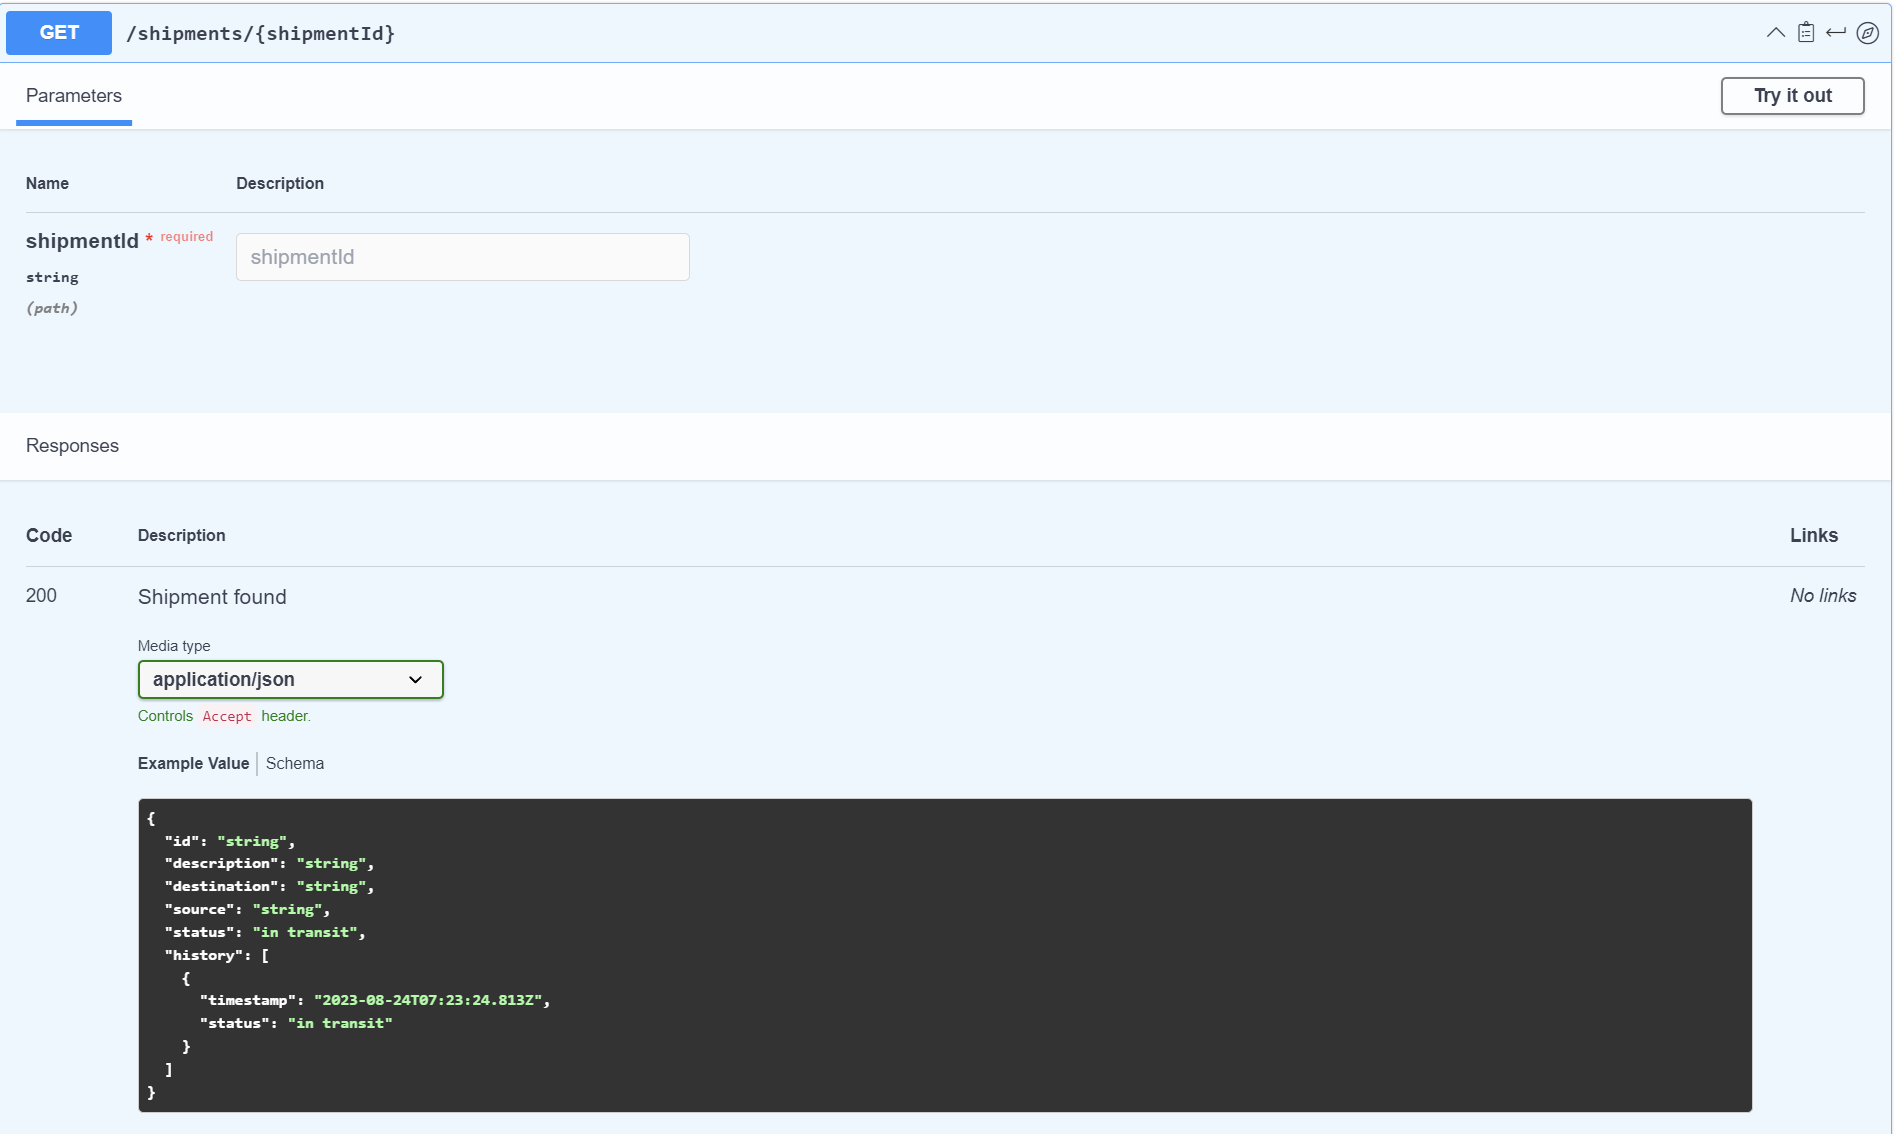 GET /shipments/{shipmentId}
Parameters
Try it out
Name Description
shipmentId * required
string
(path)
shipmentId
Responses
Code Description Links
200 Shipment found No links
Media type
application/json
Controls Accept header.
Example Value Schema
{
  "id": "string",
  "description": "string",
  "destination": "string",
  "source": "string",
  "status": "in transit",
  "history": [
    {
      "timestamp": "2023-08-24T07:23:24.813Z",
      "status": "in transit"
    }
  ]
}